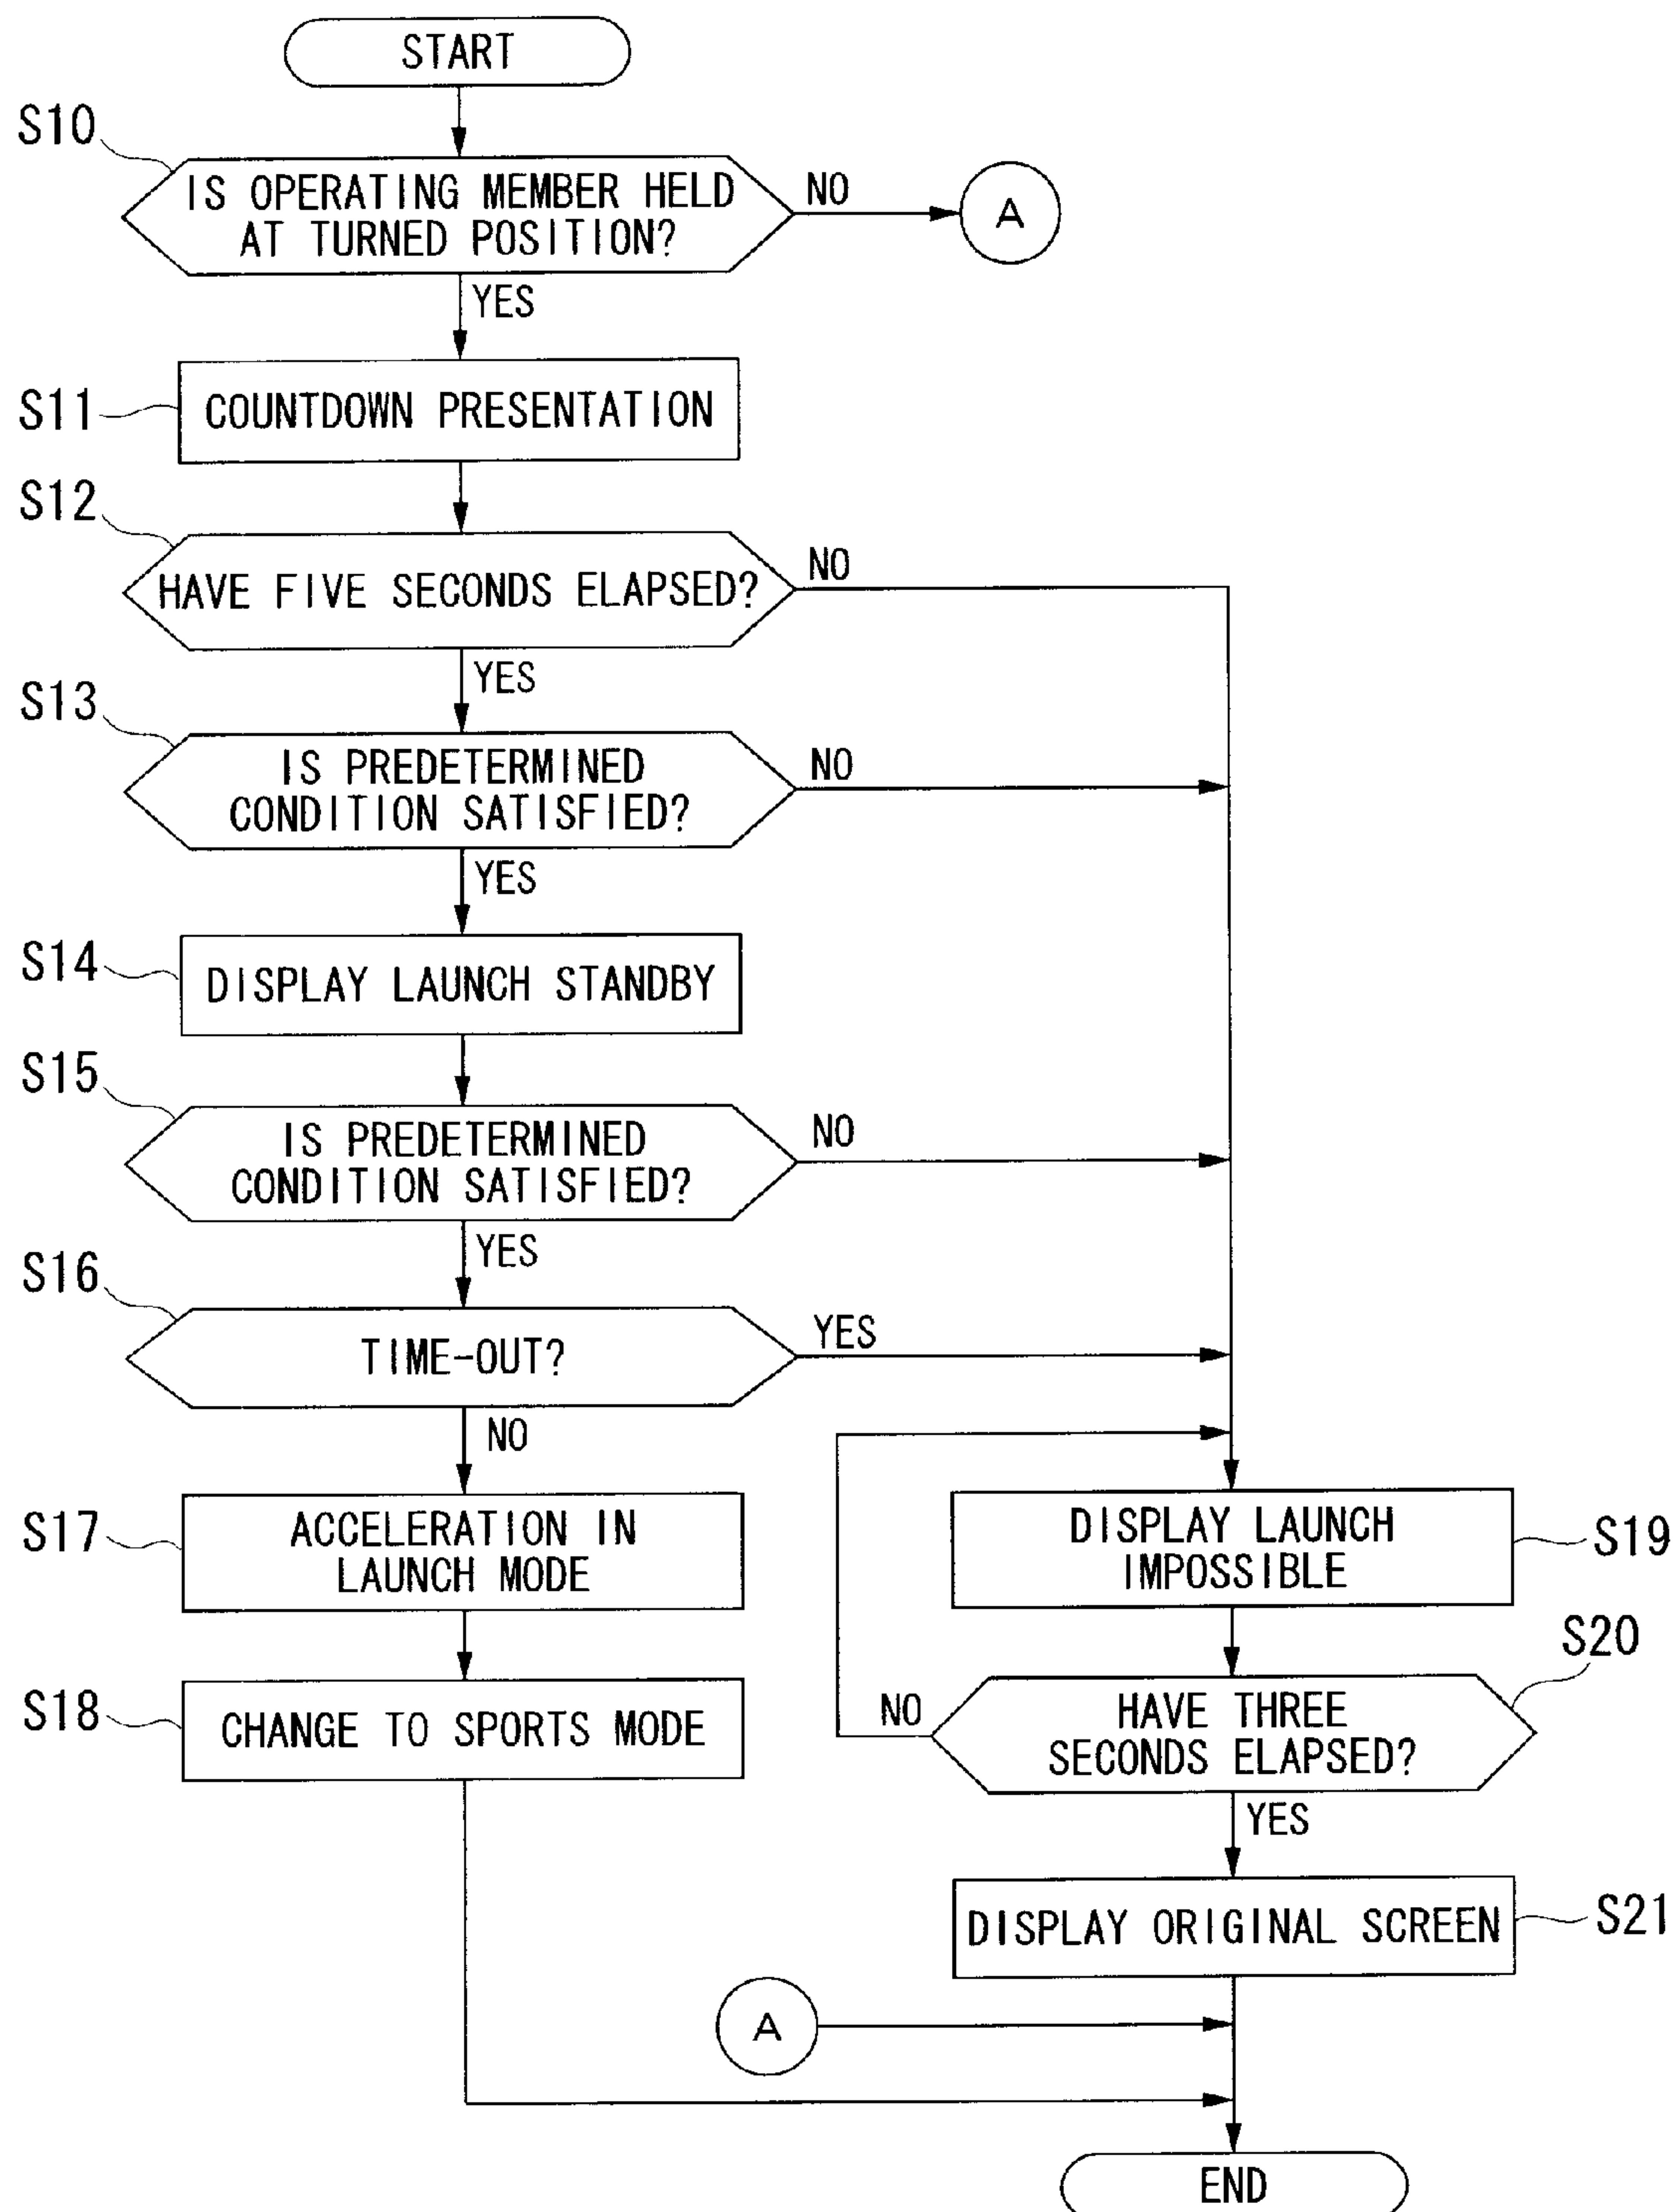 START
S10
IS OPERATING MEMBER HELD
AT TURNED POSITION?
NO
A
YES
S11
COUNTDOWN PRESENTATION
S12
HAVE FIVE SECONDS ELAPSED?
NO
YES
S13
IS PREDETERMINED
CONDITION SATISFIED?
NO
YES
S14
DISPLAY LAUNCH STANDBY
S15
IS PREDETERMINED
CONDITION SATISFIED?
NO
YES
S16
TIME-OUT?
YES
NO
S17
ACCELERATION IN
LAUNCH MODE
S18
CHANGE TO SPORTS MODE
DISPLAY LAUNCH
IMPOSSIBLE
S19
S20
HAVE THREE
SECONDS ELAPSED?
NO
YES
DISPLAY ORIGINAL SCREEN
S21
A
END